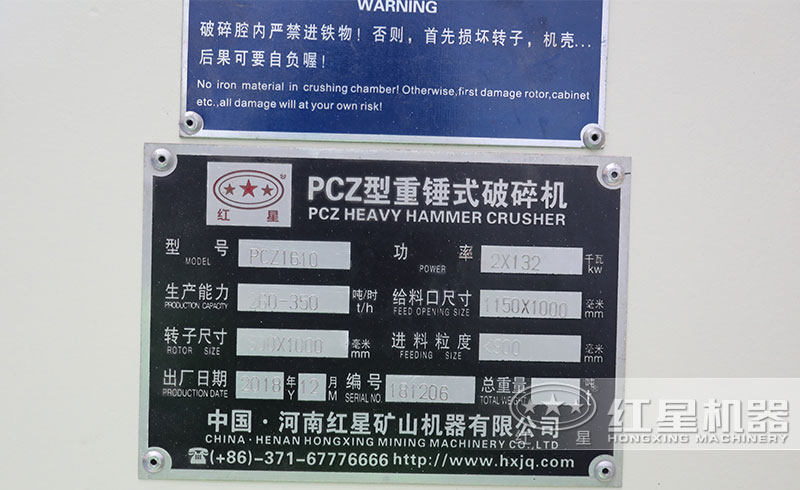 WARNING
破碎腔内严禁进铁物！否则，首先损坏转子，机壳...
后果可要自负喔！
No iron material in crushing chamber! Otherwise,first damage rotor,cabinet
etc.,all damage will at your own risk!
红 星
PCZ型重锤式破碎机
PCZ HEAVY HAMMER CRUSHER
型 号 PCZ1610 功 率 2X132 千瓦
MODEL POWER kw
生产能力 260-350 吨/时 给料口尺寸 1150X1000 毫米
PRODUCTION CAPACITY t/h FEED OPENING SIZE mm
转子尺寸 毫米 进料粒度 毫米
ROTOR SIZE mm FEEDING SIZE mm
出厂日期 2018 年 12 月 编号 181206 总重量 吨
PRODUCTION DATE Y M SERIAL NO. TOTAL WEIGHT
中国·河南红星矿山机器有限公司
CHINA·HENAN HONGXING MINING MACHINERY CO.,LTD
☎(+86)-371-67776666 http://www.hxjq.com
红星机器
HONGXING MACHINERY
红 星